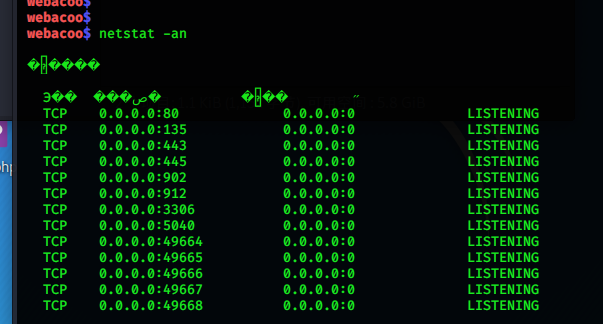 webacoo$
webacoo$
webacoo$ netstat -an
TCP 0.0.0.0:80 0.0.0.0:0 LISTENING
TCP 0.0.0.0:135 0.0.0.0:0 LISTENING
TCP 0.0.0.0:443 0.0.0.0:0 LISTENING
TCP 0.0.0.0:445 0.0.0.0:0 LISTENING
TCP 0.0.0.0:902 0.0.0.0:0 LISTENING
TCP 0.0.0.0:912 0.0.0.0:0 LISTENING
TCP 0.0.0.0:3306 0.0.0.0:0 LISTENING
TCP 0.0.0.0:5040 0.0.0.0:0 LISTENING
TCP 0.0.0.0:49664 0.0.0.0:0 LISTENING
TCP 0.0.0.0:49665 0.0.0.0:0 LISTENING
TCP 0.0.0.0:49666 0.0.0.0:0 LISTENING
TCP 0.0.0.0:49667 0.0.0.0:0 LISTENING
TCP 0.0.0.0:49668 0.0.0.0:0 LISTENING